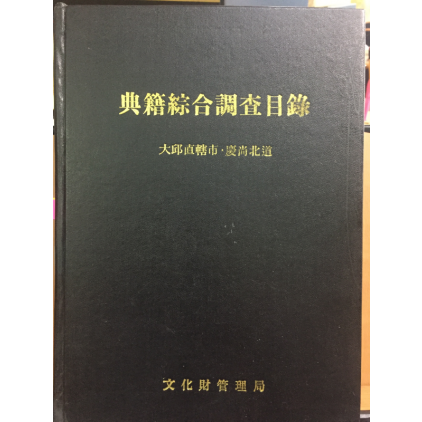 典籍綜合調査目錄
大邱直轄市·慶尙北道
文化財管理局